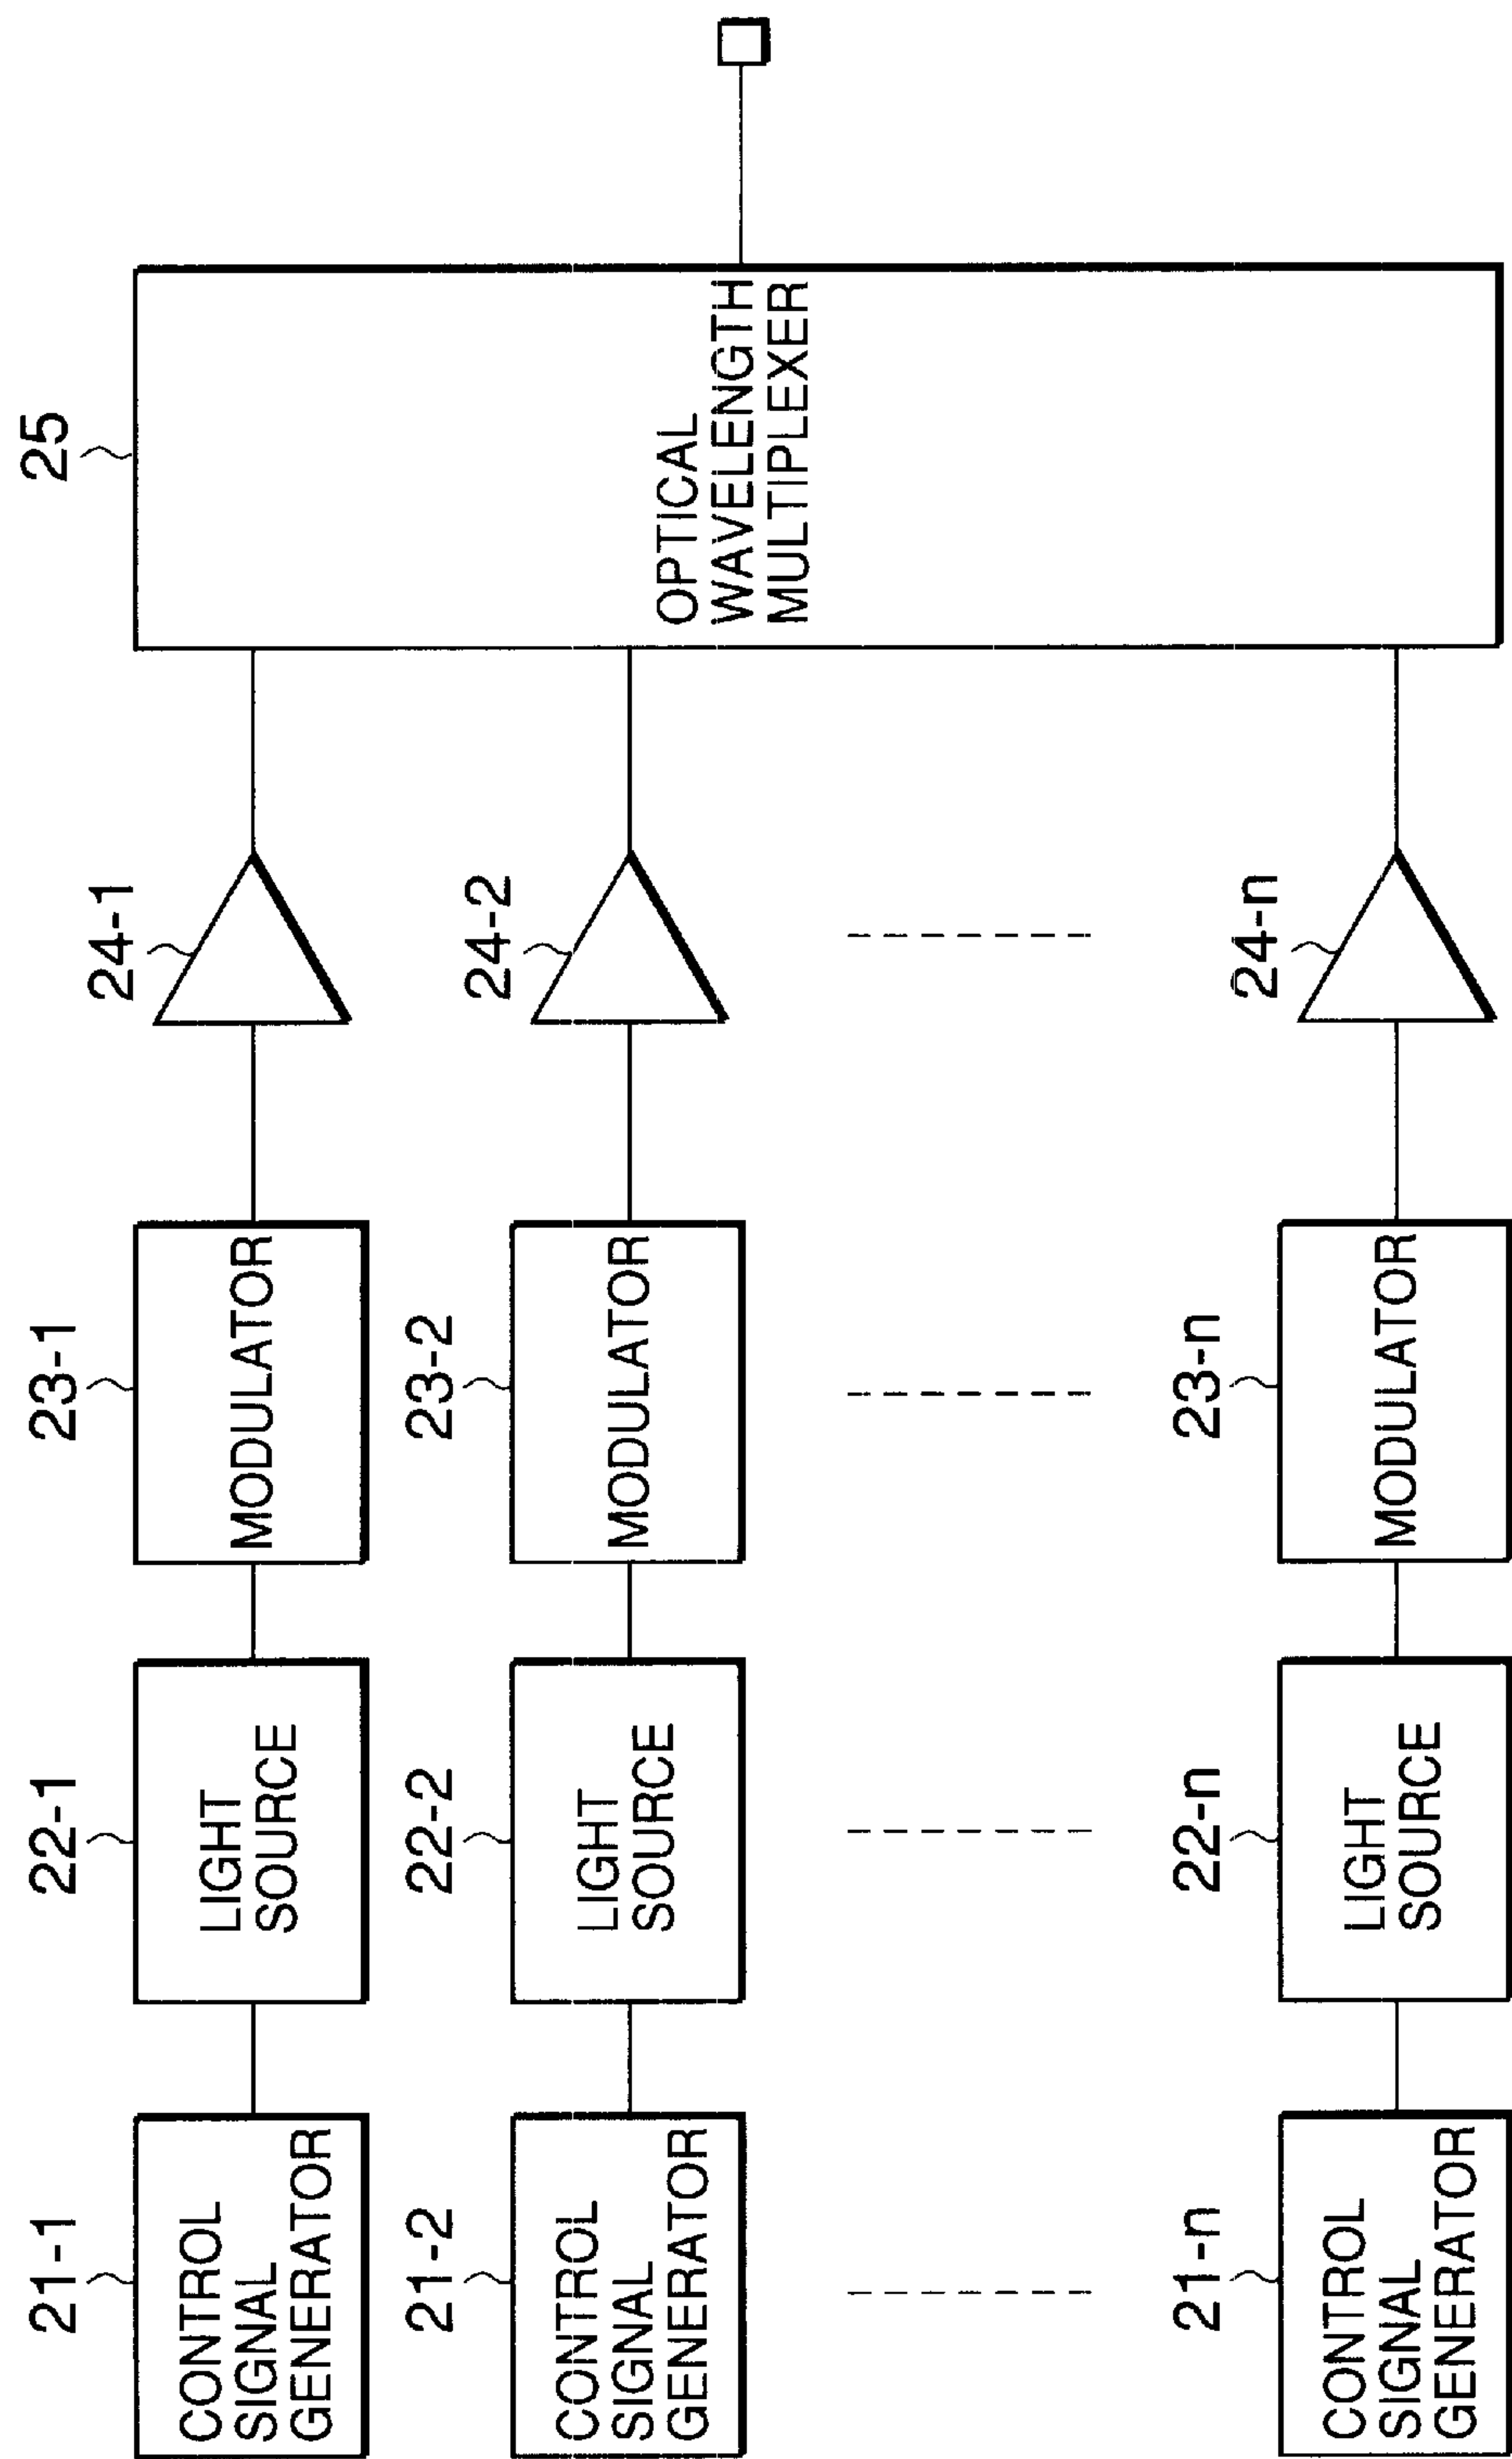 21-1
CONTROL
SIGNAL
GENERATOR
22-1
LIGHT
SOURCE
23-1
MODULATOR
24-1
25
OPTICAL
WAVELENGTH
MULTIPLEXER
21-2
CONTROL
SIGNAL
GENERATOR
22-2
LIGHT
SOURCE
23-2
MODULATOR
24-2
21-n
CONTROL
SIGNAL
GENERATOR
22-n
LIGHT
SOURCE
23-n
MODULATOR
24-n